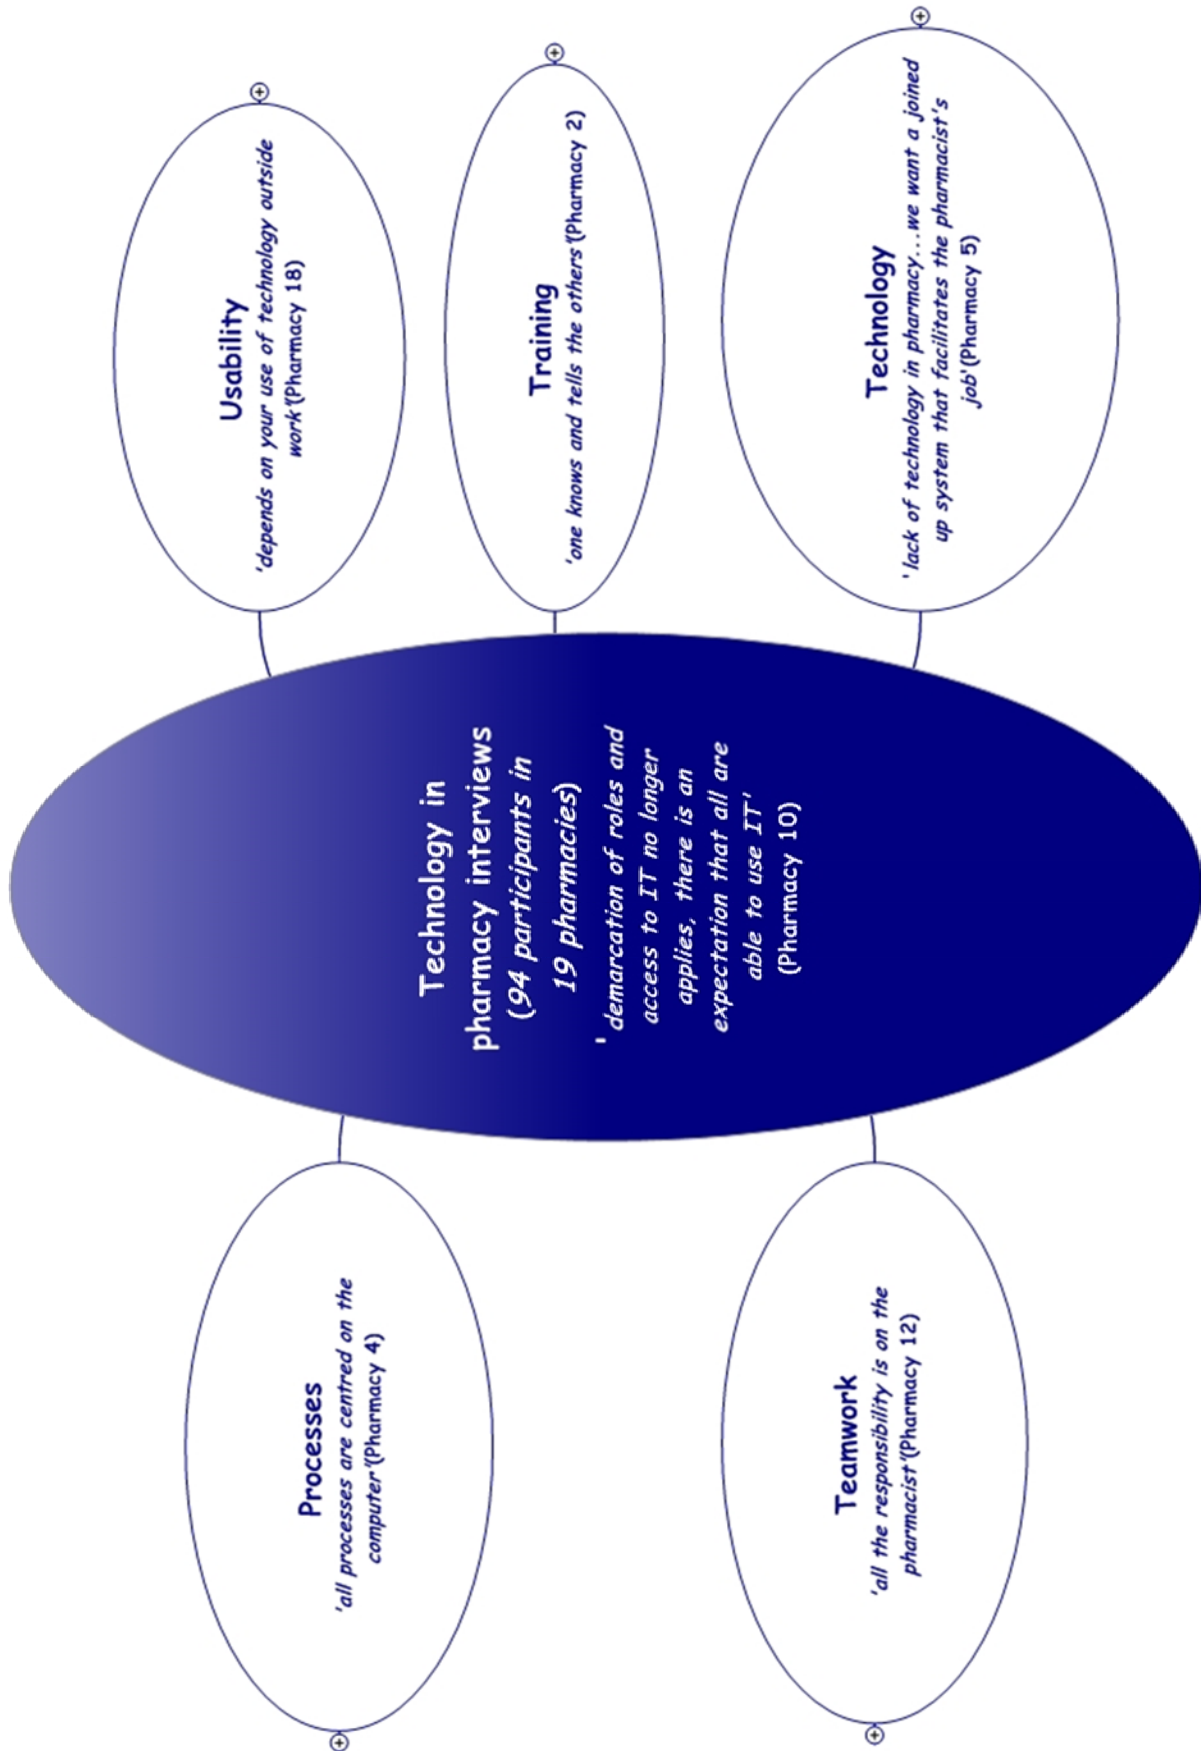 Technology in
pharmacy interviews
(94 participants in
19 pharmacies)
' demarcation of roles and
access to IT no longer
applies, there is an
expectation that all are
able to use IT'
(Pharmacy 10)
Usability
'depends on your use of technology outside
work'(Pharmacy 18)
Training
'one knows and tells the others'(Pharmacy 2)
Technology
' lack of technology in pharmacy...we want a joined
up system that facilitates the pharmacist's
job'(Pharmacy 5)
Processes
'all processes are centred on the
computer'(Pharmacy 4)
Teamwork
'all the responsibility is on the
pharmacist'(Pharmacy 12)